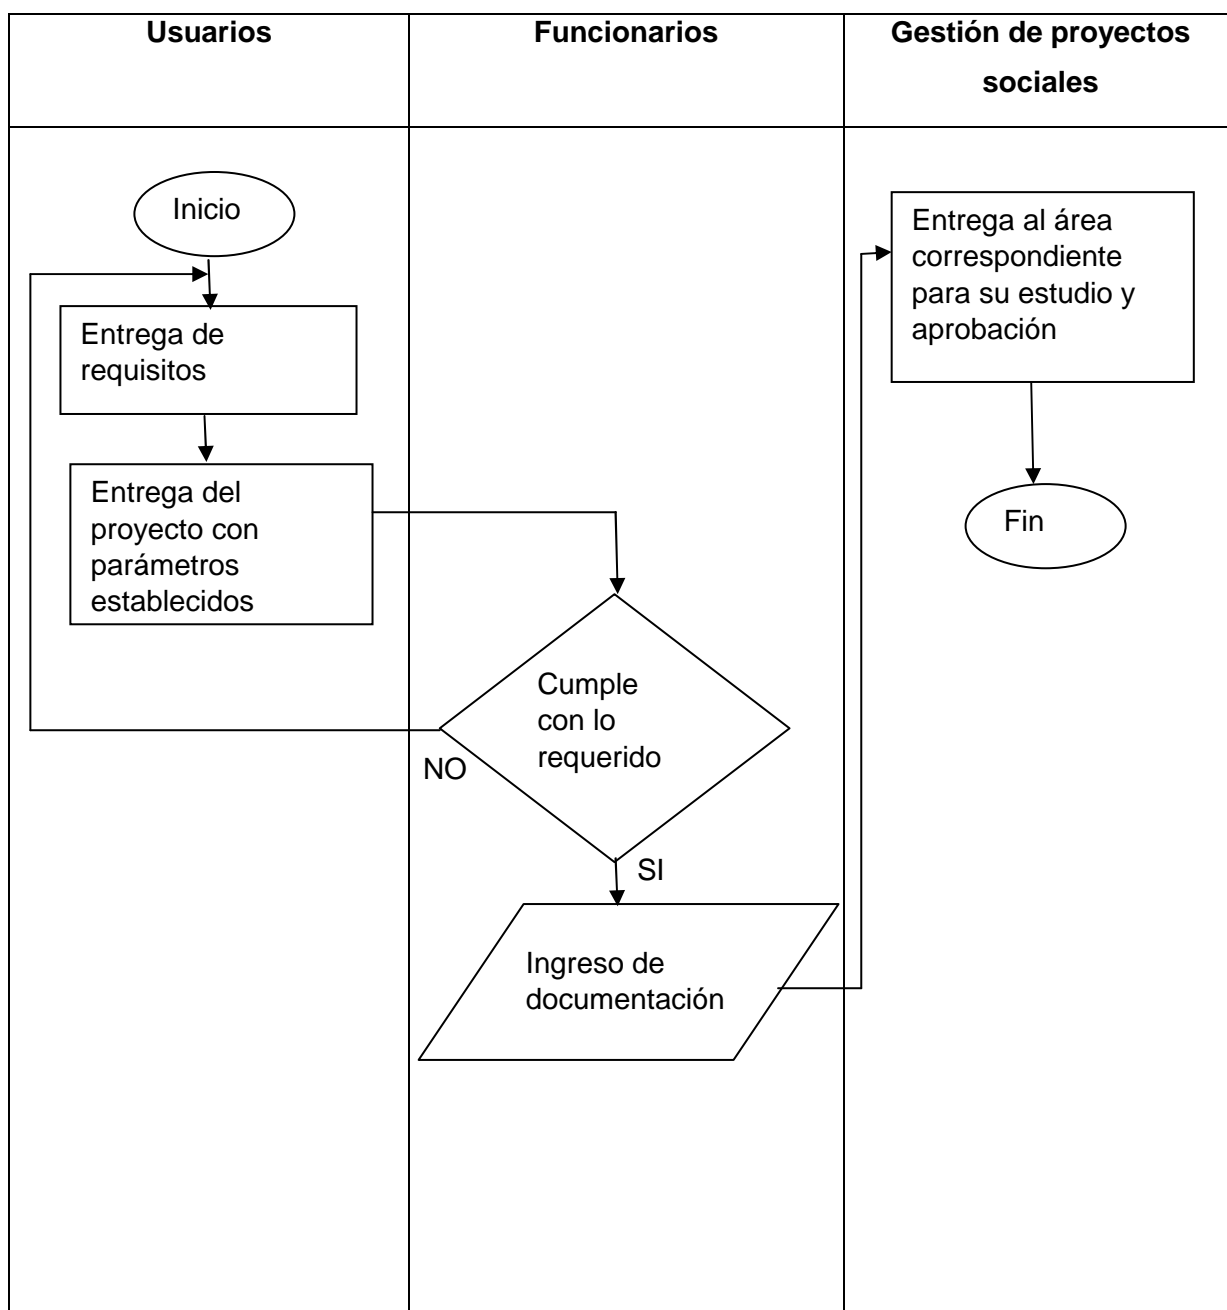 Usuarios
Funcionarios
Gestión de proyectos
sociales
Inicio
Entrega de
requisitos
Entrega del
proyecto con
parámetros
establecidos
Cumple
con lo
requerido
NO
SI
Ingreso de
documentación
Entrega al área
correspondiente
para su estudio y
aprobación
Fin